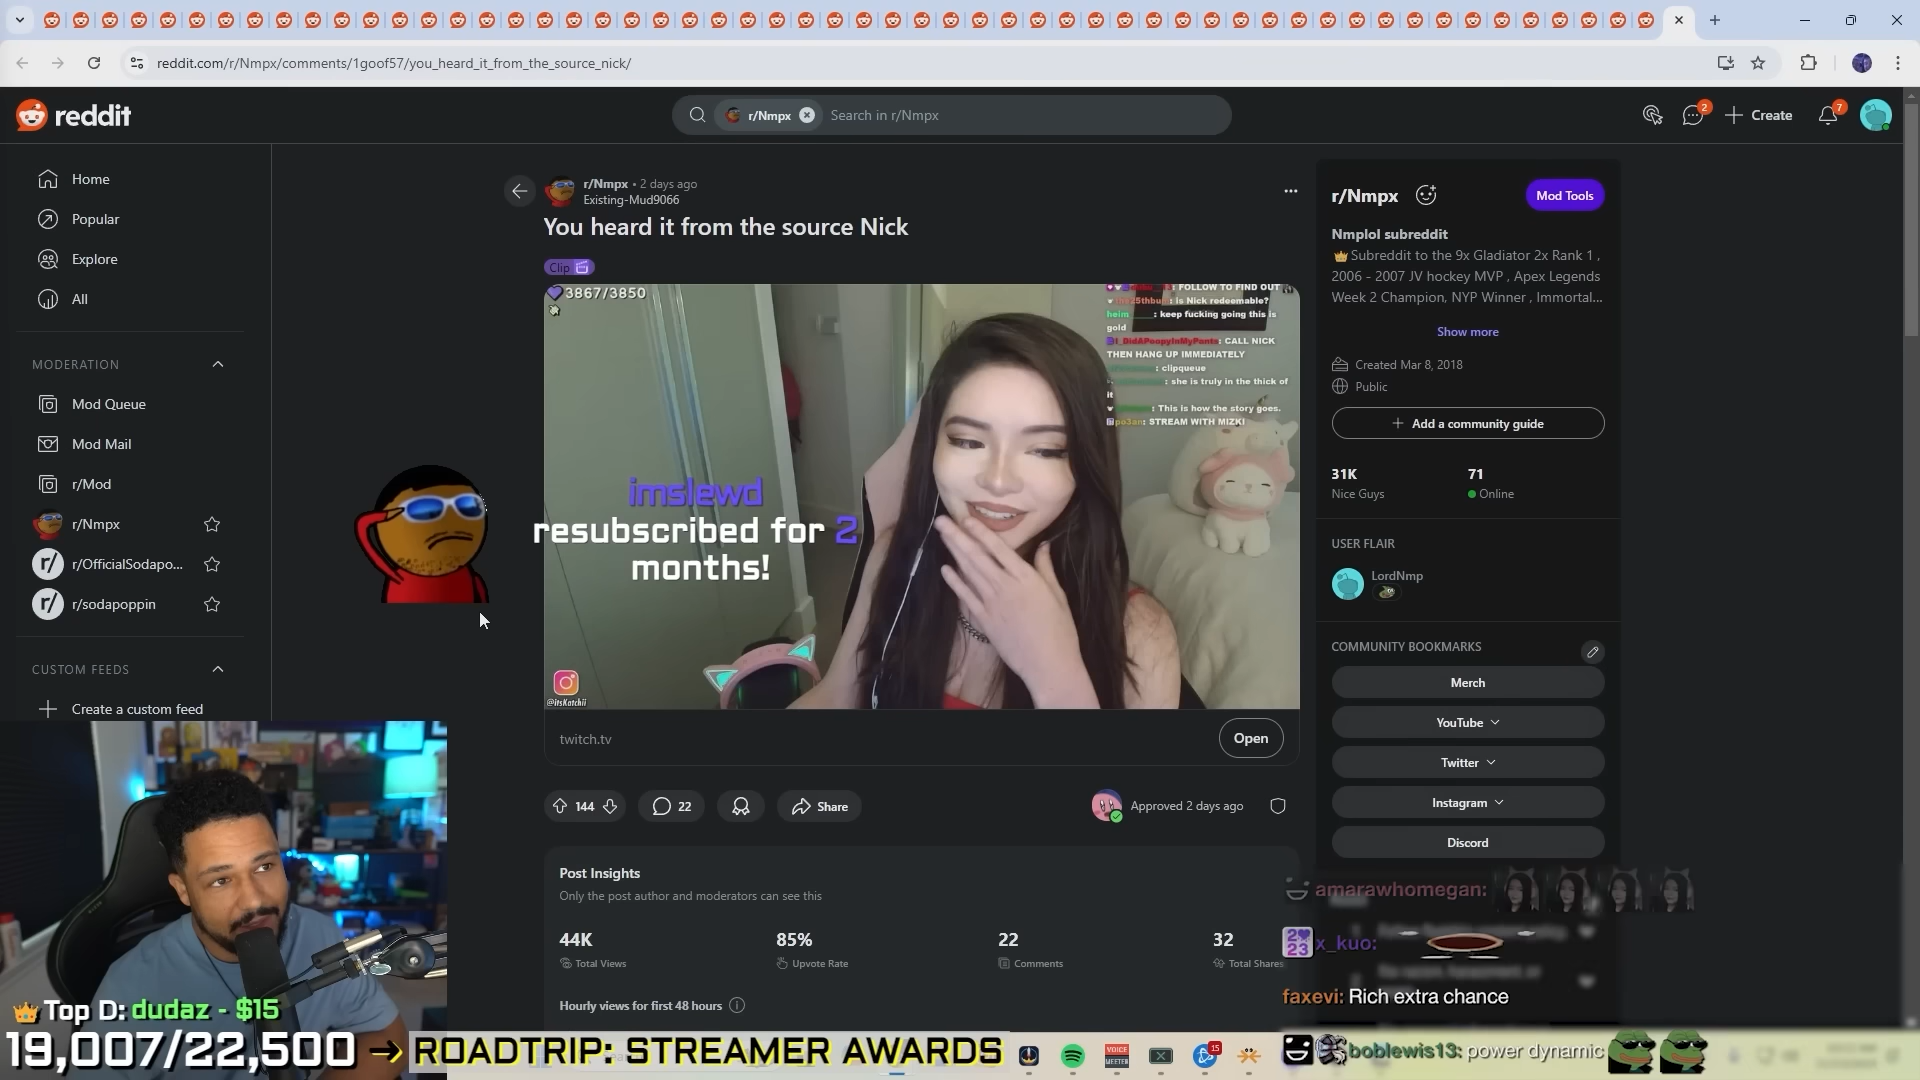 reddit.com/r/Nmpx/comments/1goof57/you_heard_it_from_the_source_nick/
reddit
r/Nmpx
Search in r/Nmpx
2
Create
7
Home
Popular
Explore
All
MODERATION
Mod Queue
Mod Mail
r/Mod
r/Nmpx
r/ r/OfficialSodapo...
r/ r/sodapoppin
CUSTOM FEEDS
Create a custom feed
r/Nmpx • 2 days ago
Existing-Mud9066
You heard it from the source Nick
Clip
3867/3850
: FOLLOW TO FIND OUT
: is Nick redeemable?
heim : keep fucking going this is
gold
I_DidAPoopyInMyPants: CALL NICK
THEN HANG UP IMMEDIATELY
: clipqueue
: she is truly in the thick of
it
: This is how the story goes.
po3an: STREAM WITH MIZKI
imslewd
resubscribed for 2
months!
@itsKatchii
twitch.tv
Open
144
22
Share
Approved 2 days ago
Post Insights
Only the post author and moderators can see this
44K
Total Views
85%
Upvote Rate
22
Comments
32
Total Shares
Hourly views for first 48 hours
r/Nmpx
Mod Tools
Nmplol subreddit
Subreddit to the 9x Gladiator 2x Rank 1 ,
2006 - 2007 JV hockey MVP , Apex Legends
Week 2 Champion, NYP Winner , Immortal...
Show more
Created Mar 8, 2018
Public
Add a community guide
31K
Nice Guys
71
Online
USER FLAIR
LordNmp
COMMUNITY BOOKMARKS
Merch
YouTube
Twitter
Instagram
Discord
amarawhomegan:
2 23 x_kuo:
faxevi: Rich extra chance
boblewis13: power dynamic
Top D: dudaz - $15
19,007/22,500 → ROADTRIP: STREAMER AWARDS
VOICE
MEETER
15